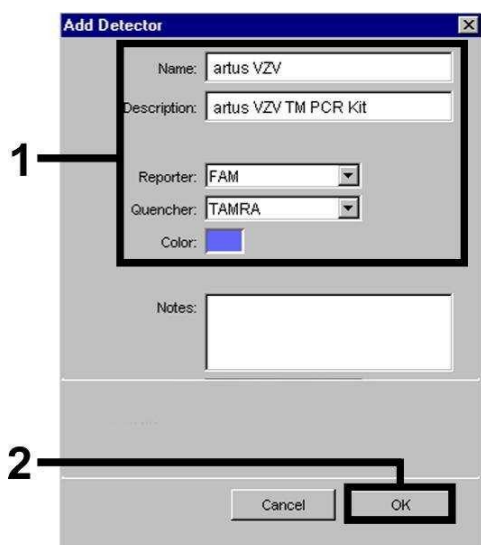 Add Detector
Name: artus VZV
Description: artus VZV TM PCR Kit
1
Reporter: FAM
Quencher: TAMRA
Color:
Notes:
2
Cancel OK